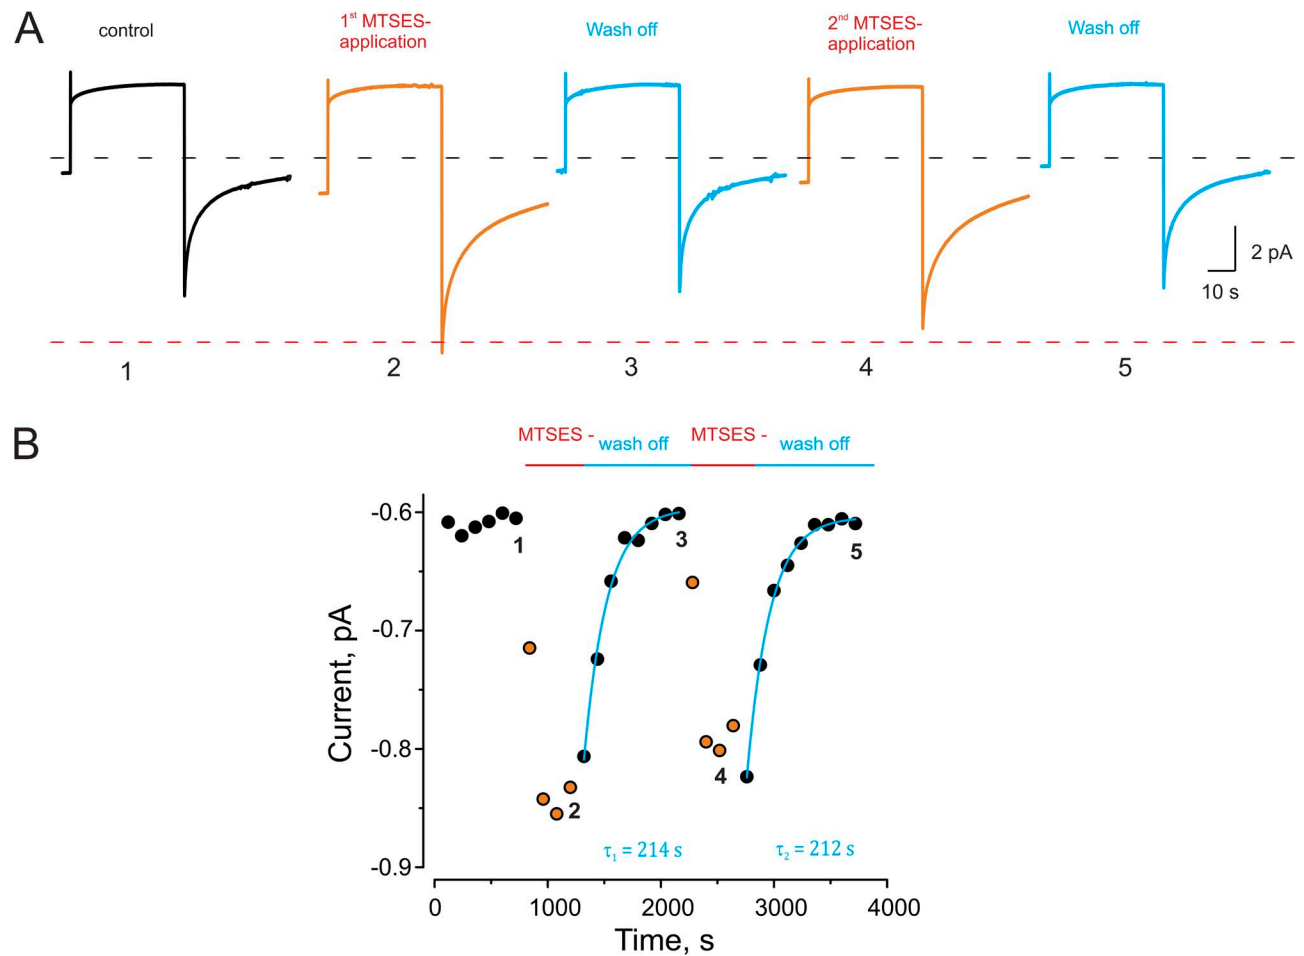 A
control
1st MTSES-
application
Wash off
2nd MTSES-
application
Wash off
2 pA
10 s
1
2
3
4
5
B
MTSES -
wash off
MTSES -
wash off
Current, pA
-0.6
-0.7
-0.8
-0.9
1
2
3
4
5
τ1 = 214 s
τ2 = 212 s
0
1000
2000
3000
4000
Time, s